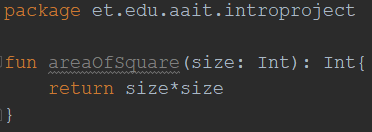 package et.edu.aait.introproject
fun areaOfSquare(size: Int): Int{
    return size*size
}